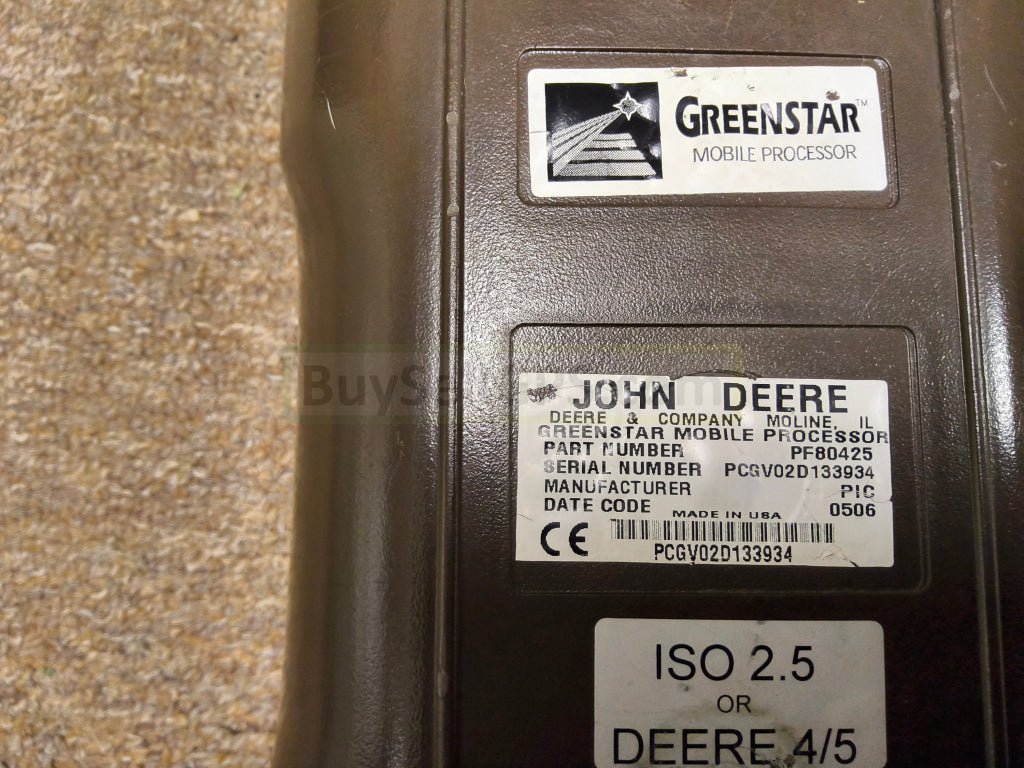 GREENSTAR™
MOBILE PROCESSOR
JOHN DEERE
DEERE & COMPANY MOLINE, IL
GREENSTAR MOBILE PROCESSOR
PART NUMBER PF80425
SERIAL NUMBER PCGV02D133934
MANUFACTURER PIC
DATE CODE 0506
MADE IN USA
CE
PCGV02D133934
ISO 2.5
OR
DEERE 4/5